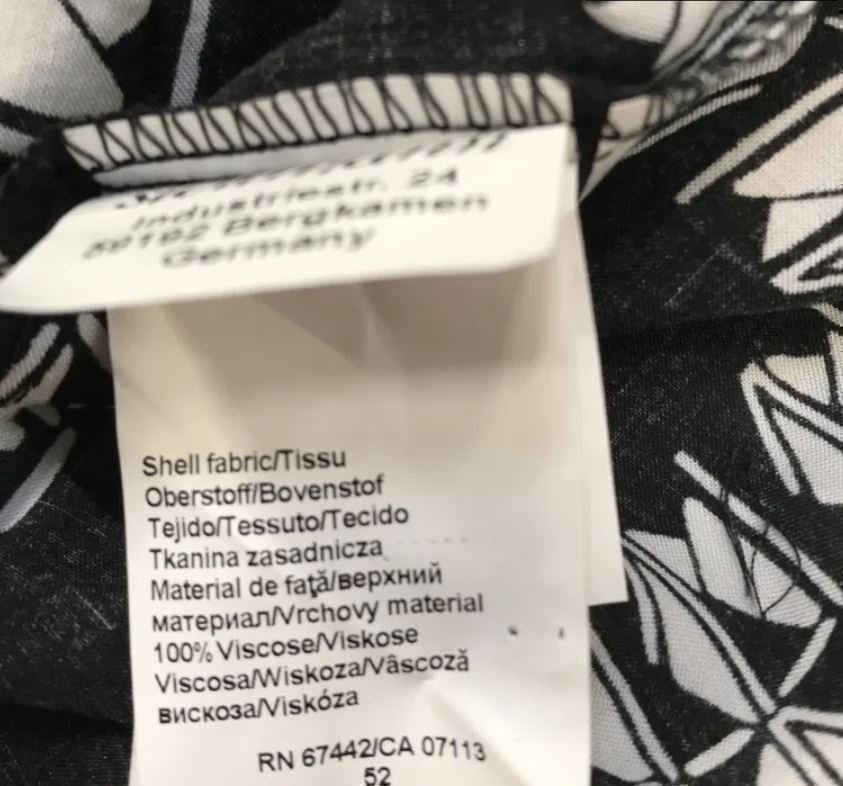 Industriestr. 24
59192 Bergkamen
Germany
Shell fabric/Tissu
Oberstoff/Bovenstof
Tejido/Tessuto/Tecido
Tkanina zasadnicza
Material de faţă/верхний
материал/Vrchovy material
100% Viscose/Viskose
Viscosa/Wiskoza/Vâscoză
вискоза/Viskóza
RN 67442/CA 07113
52